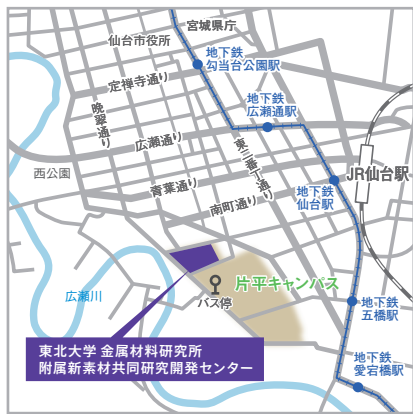 宮城県庁
仙台市役所
地下鉄
勾当台公園駅
定禅寺通り
地下鉄
広瀬通駅
晩翠通り
広瀬通り
東二番丁通り
西公園
青葉通り
JR仙台駅
地下鉄
仙台駅
南町通り
片平キャンパス
広瀬川
バス停
地下鉄
五橋駅
東北大学 金属材料研究所
附属新素材共同研究開発センター
地下鉄
愛宕橋駅